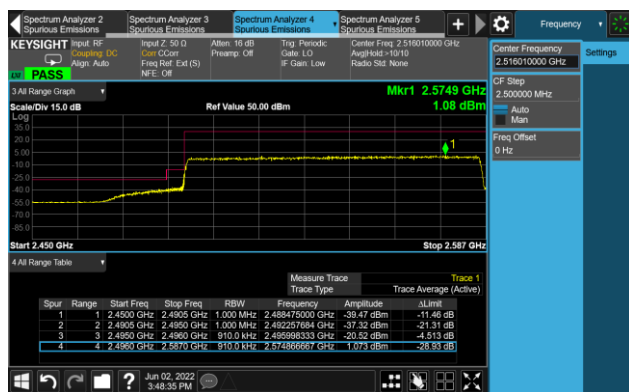 Spectrum Analyzer 2
Spurious Emissions
Spectrum Analyzer 3
Spurious Emissions
Spectrum Analyzer 4
Spurious Emissions
Spectrum Analyzer 5
Spurious Emissions
+
Frequency
KEYSIGHT
Input: RF
Coupling: DC
Align: Auto
Input Z: 50 Ω
Corr CCorr
Freq Ref: Ext (S)
NFE: Off
Atten: 16 dB
Preamp: Off
Trig: Periodic
Gate: LO
IF Gain: Low
Center Freq: 2.516010000 GHz
Avg|Hold:>10/10
Radio Std: None
PASS
Center Frequency
2.516010000 GHz
Settings
CF Step
2.500000 MHz
Auto
Man
Freq Offset
0 Hz
3 All Range Graph
Mkr1 2.5749 GHz
Scale/Div 15.0 dB
Ref Value 50.00 dBm
1.08 dBm
Log
35.0
20.0
5.00
-10.0
-25.0
-40.0
-55.0
-70.0
-85.0
1
Start 2.450 GHz
Stop 2.587 GHz
4 All Range Table
Measure Trace Trace 1
Trace Type Trace Average (Active)
Spur Range Start Freq Stop Freq RBW Frequency Amplitude ΔLimit
1 1 2.4500 GHz 2.4905 GHz 1.000 MHz 2.488475000 GHz -39.47 dBm -11.46 dB
2 2 2.4905 GHz 2.4950 GHz 1.000 MHz 2.492257684 GHz -37.32 dBm -21.31 dB
3 3 2.4950 GHz 2.4960 GHz 910.0 kHz 2.495998333 GHz -20.52 dBm -4.513 dB
4 4 2.4960 GHz 2.5870 GHz 910.0 kHz 2.574866667 GHz 1.073 dBm -28.93 dB
?
Jun 02, 2022
3:48:35 PM